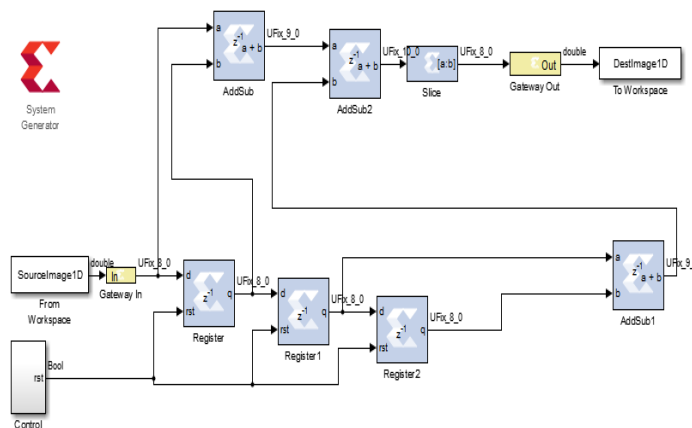 UFix_9_0
UFix_10_0
UFix_8_0
double
a
b
z-1
a + b
AddSub
a
b
z-1
a + b
AddSub2
[a:b]
Slice
Out
Gateway Out
DestImage1D
To Workspace
System
Generator
SourceImage1D
From
Workspace
double
In
Gateway In
UFix_8_0
d
rst
z-1
q
Register
UFix_8_0
d
rst
z-1
q
Register1
UFix_8_0
d
rst
z-1
q
Register2
UFix_8_0
a
b
z-1
a + b
AddSub1
UFix_9_
Bool
rst
Control